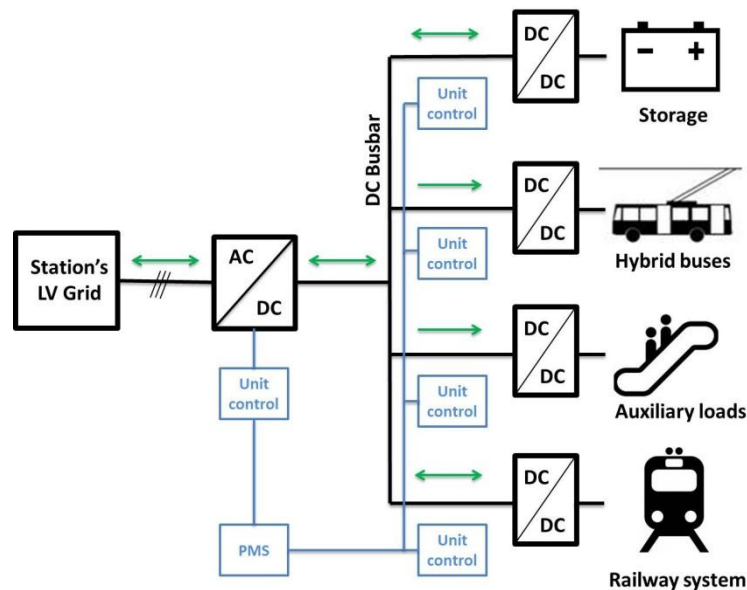 DC
DC
− +
Storage
Unit
control
DC Busbar
DC
DC
Hybrid buses
Unit
control
Station's
LV Grid
AC
DC
DC
DC
Auxiliary loads
Unit
control
Unit
control
DC
DC
Railway system
PMS
Unit
control